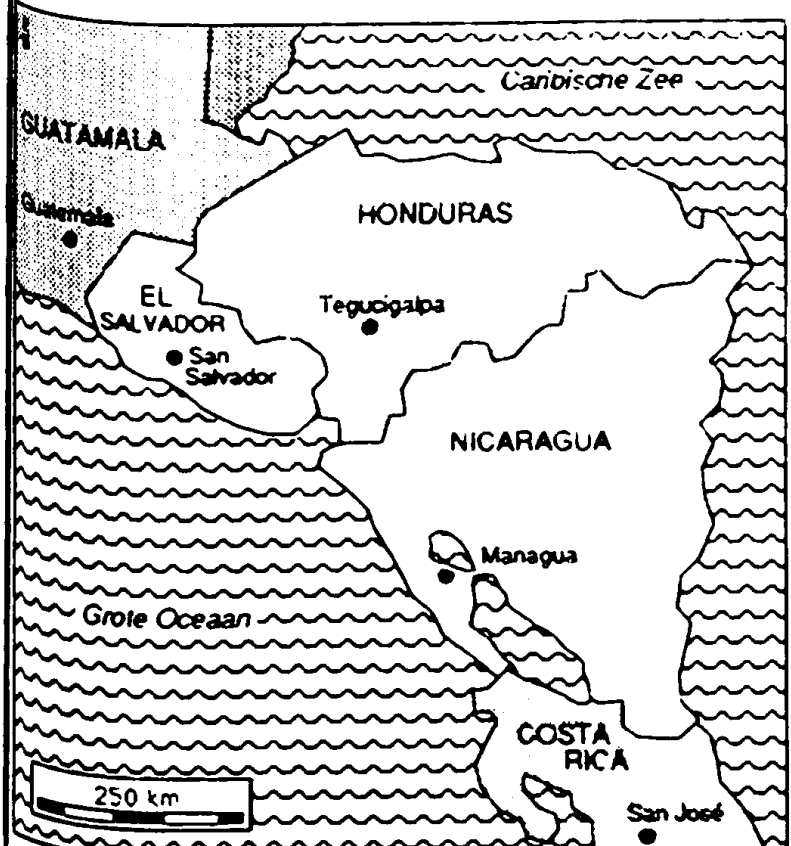 Caribische Zee
GUATAMALA
Guatemala
HONDURAS
EL
SALVADOR
Tegucigalpa
San
Salvador
NICARAGUA
Managua
Grote Oceaan
COSTA
RICA
250 km
San José